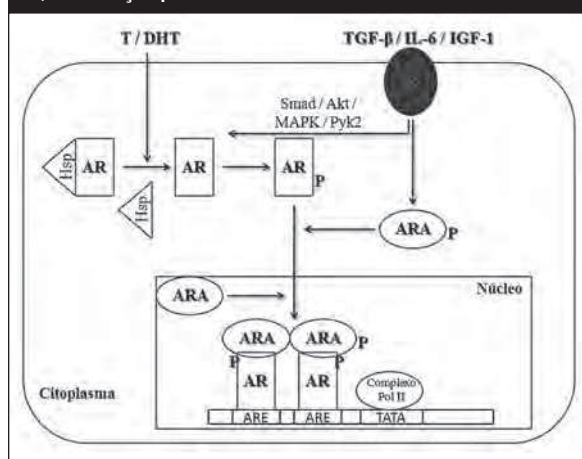 T / DHT
TGF-β / IL-6 / IGF-1
Smad / Akt /
MAPK / Pyk2
Hsp
AR
AR
AR
P
Hsp
ARA
P
ARA
Núcleo
ARA
ARA
P
P
P
AR
AR
Complexo
Pol II
Citoplasma
ARE
ARE
TATA